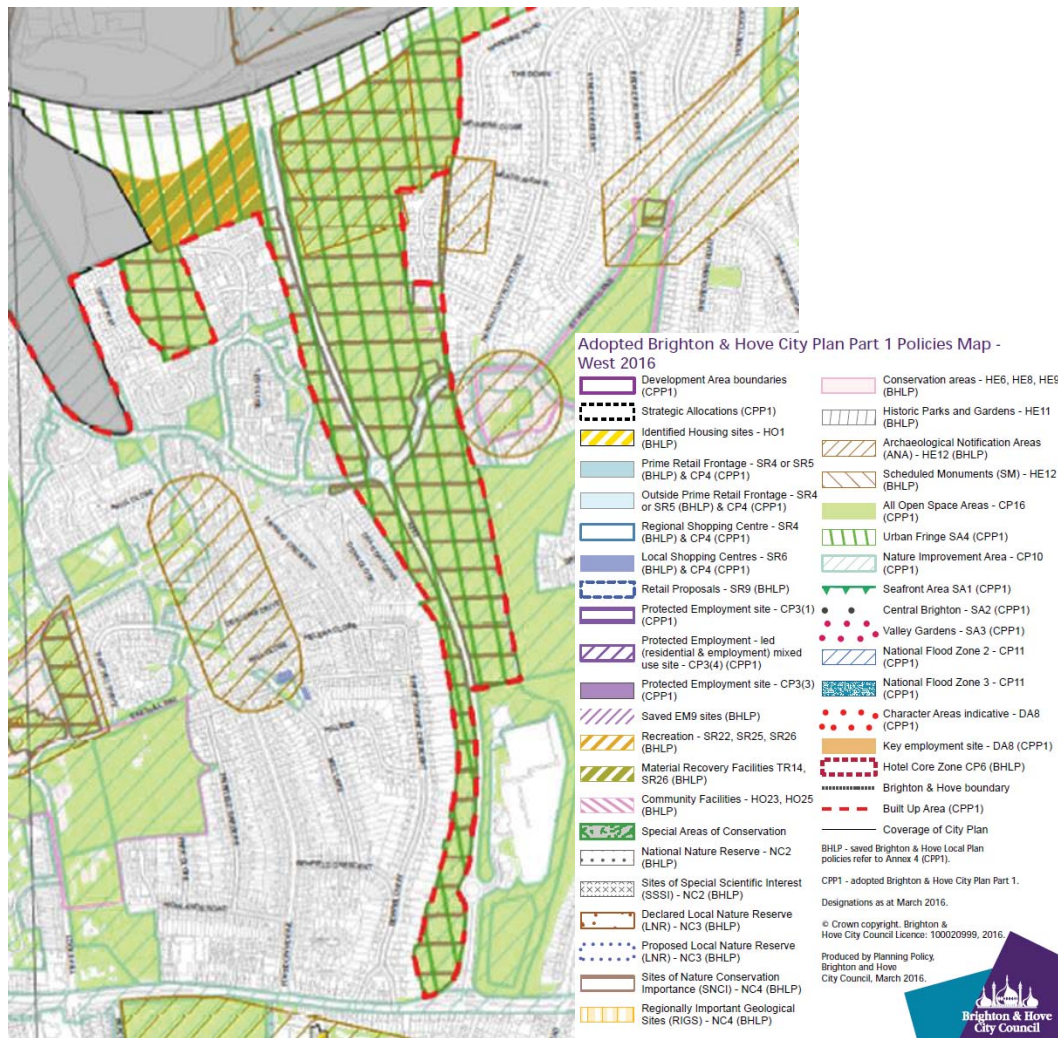 THE DOWN
Adopted Brighton & Hove City Plan Part 1 Policies Map -
West 2016
Development Area boundaries
(CPP1)
Strategic Allocations (CPP1)
Identified Housing sites - HO1
(BHLP)
Prime Retail Frontage - SR4 or SR5
(BHLP) & CP4 (CPP1)
Outside Prime Retail Frontage - SR4
or SR5 (BHLP) & CP4 (CPP1)
Regional Shopping Centre - SR4
(BHLP) & CP4 (CPP1)
Local Shopping Centres - SR6
(BHLP) & CP4 (CPP1)
Retail Proposals - SR9 (BHLP)
Protected Employment site - CP3(1)
(CPP1)
Protected Employment - led
(residential & employment) mixed
use site - CP3(4) (CPP1)
Protected Employment site - CP3(3)
(CPP1)
Saved EM9 sites (BHLP)
Recreation - SR22, SR25, SR26
(BHLP)
Material Recovery Facilities TR14,
SR26 (BHLP)
Community Facilities - HO23, HO25
(BHLP)
Special Areas of Conservation
National Nature Reserve - NC2
(BHLP)
Sites of Special Scientific Interest
(SSSI) - NC2 (BHLP)
Declared Local Nature Reserve
(LNR) - NC3 (BHLP)
Proposed Local Nature Reserve
(LNR) - NC3 (BHLP)
Sites of Nature Conservation
Importance (SNCI) - NC4 (BHLP)
Regionally Important Geological
Sites (RIGS) - NC4 (BHLP)
Conservation areas - HE6, HE8, HE9
(BHLP)
Historic Parks and Gardens - HE11
(BHLP)
Archaeological Notification Areas
(ANA) - HE12 (BHLP)
Scheduled Monuments (SM) - HE12
(BHLP)
All Open Space Areas - CP16
(CPP1)
Urban Fringe SA4 (CPP1)
Nature Improvement Area - CP10
(CPP1)
Seafront Area SA1 (CPP1)
Central Brighton - SA2 (CPP1)
Valley Gardens - SA3 (CPP1)
National Flood Zone 2 - CP11
(CPP1)
National Flood Zone 3 - CP11
(CPP1)
Character Areas indicative - DA8
(CPP1)
Key employment site - DA8 (CPP1)
Hotel Core Zone CP6 (BHLP)
Brighton & Hove boundary
Built Up Area (CPP1)
Coverage of City Plan
BHLP - saved Brighton & Hove Local Plan
policies refer to Annex 4 (CPP1).
CPP1 - adopted Brighton & Hove City Plan Part 1.
Designations as at March 2016.
© Crown copyright. Brighton &
Hove City Council Licence: 100020999, 2016.
Produced by Planning Policy,
Brighton and Hove
City Council, March 2016.
Brighton & Hove
City Council